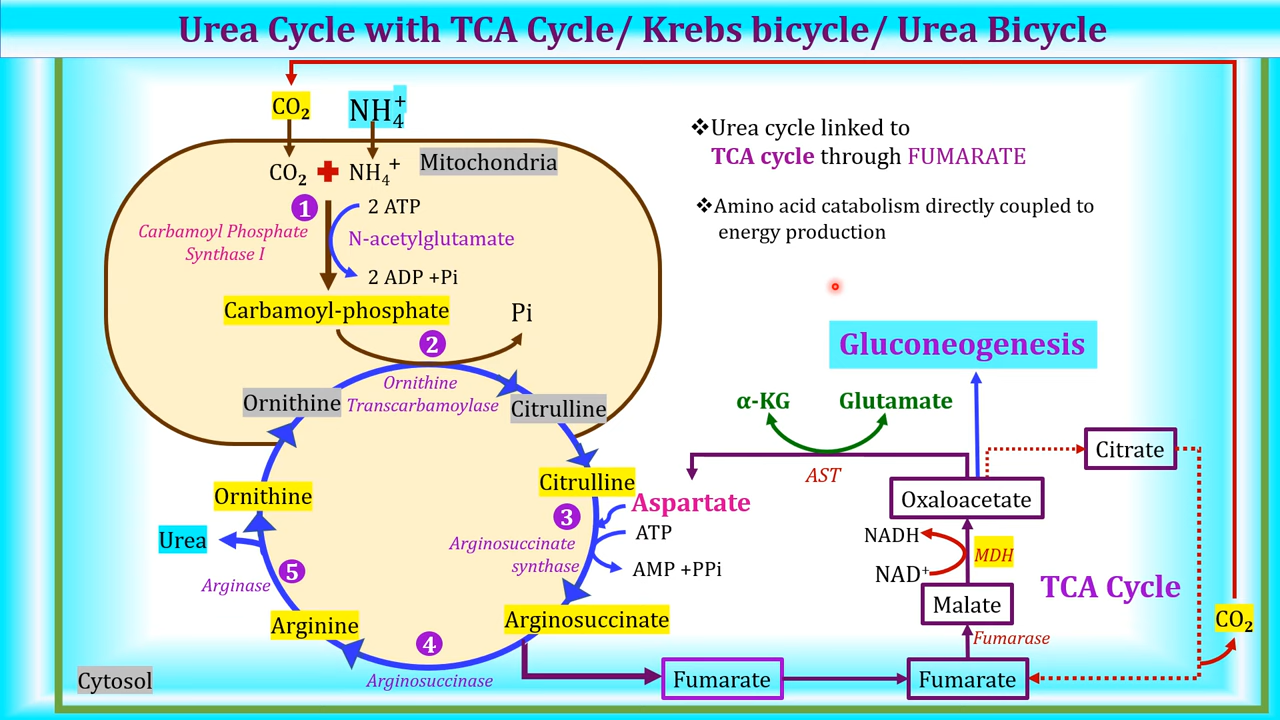 Urea Cycle with TCA Cycle/ Krebs bicycle/ Urea Bicycle
CO₂
NH₄⁺
Mitochondria
CO₂ + NH₄⁺
1
2 ATP
Carbamoyl Phosphate
Synthase I
N-acetylglutamate
2 ADP +Pi
Carbamoyl-phosphate
Pi
2
Ornithine
Transcarbamoylase
Ornithine
Citrulline
Citrulline
Ornithine
Aspartate
3
ATP
Arginosuccinate
synthase
AMP +PPi
Urea
5
Arginase
Arginine
Arginosuccinate
4
Arginosuccinase
Cytosol
❖Urea cycle linked to
TCA cycle through FUMARATE
❖Amino acid catabolism directly coupled to
energy production
Gluconeogenesis
α-KG
Glutamate
AST
Citrate
Oxaloacetate
NADH
MDH
NAD⁺
TCA Cycle
Malate
CO₂
Fumarase
Fumarate
Fumarate